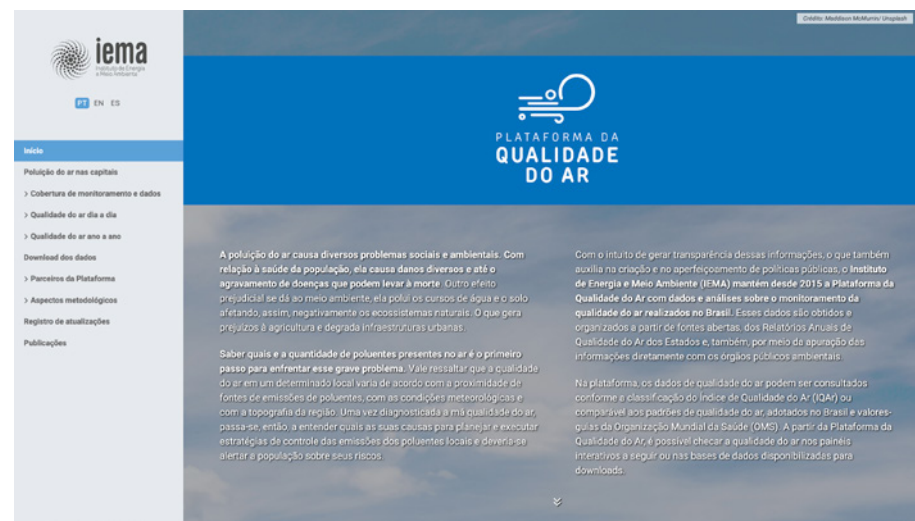 Crédito: Maddison McMurrin/ Unsplash
iema
Instituto de Energia
e Meio Ambiente
PT EN ES
Início
Poluição do ar nas capitais
> Cobertura de monitoramento e dados
> Qualidade do ar dia a dia
> Qualidade do ar ano a ano
Download dos dados
> Parceiros da Plataforma
> Aspectos metodológicos
Registro de atualizações
Publicações
PLATAFORMA DA
QUALIDADE
DO AR
A poluição do ar causa diversos problemas sociais e ambientais. Com
relação à saúde da população, ela causa danos diversos e até o
agravamento de doenças que podem levar à morte. Outro efeito
prejudicial se dá ao meio ambiente, ela polui os cursos de água e o solo
afetando, assim, negativamente os ecossistemas naturais. O que gera
prejuízos à agricultura e degrada infraestruturas urbanas.
Saber quais e a quantidade de poluentes presentes no ar é o primeiro
passo para enfrentar esse grave problema. Vale ressaltar que a qualidade
do ar em um determinado local varia de acordo com a proximidade de
fontes de emissões de poluentes, com as condições meteorológicas e
com a topografia da região. Uma vez diagnosticada a má qualidade do ar,
passa-se, então, a entender quais as suas causas para planejar e executar
estratégias de controle das emissões dos poluentes locais e deveria-se
alertar a população sobre seus riscos.
Com o intuito de gerar transparência dessas informações, o que também
auxilia na criação e no aperfeiçoamento de políticas públicas, o Instituto
de Energia e Meio Ambiente (IEMA) mantém desde 2015 a Plataforma da
Qualidade do Ar com dados e análises sobre o monitoramento da
qualidade do ar realizados no Brasil. Esses dados são obtidos e
organizados a partir de fontes abertas, dos Relatórios Anuais de
Qualidade do Ar dos Estados e, também, por meio da apuração das
informações diretamente com os órgãos públicos ambientais.
Na plataforma, os dados de qualidade do ar podem ser consultados
conforme a classificação do Índice de Qualidade do Ar (IQAr) ou
comparável aos padrões de qualidade do ar, adotados no Brasil e valores-
guias da Organização Mundial da Saúde (OMS). A partir da Plataforma da
Qualidade do Ar, é possível checar a qualidade do ar nos painéis
interativos a seguir ou nas bases de dados disponibilizadas para
downloads.